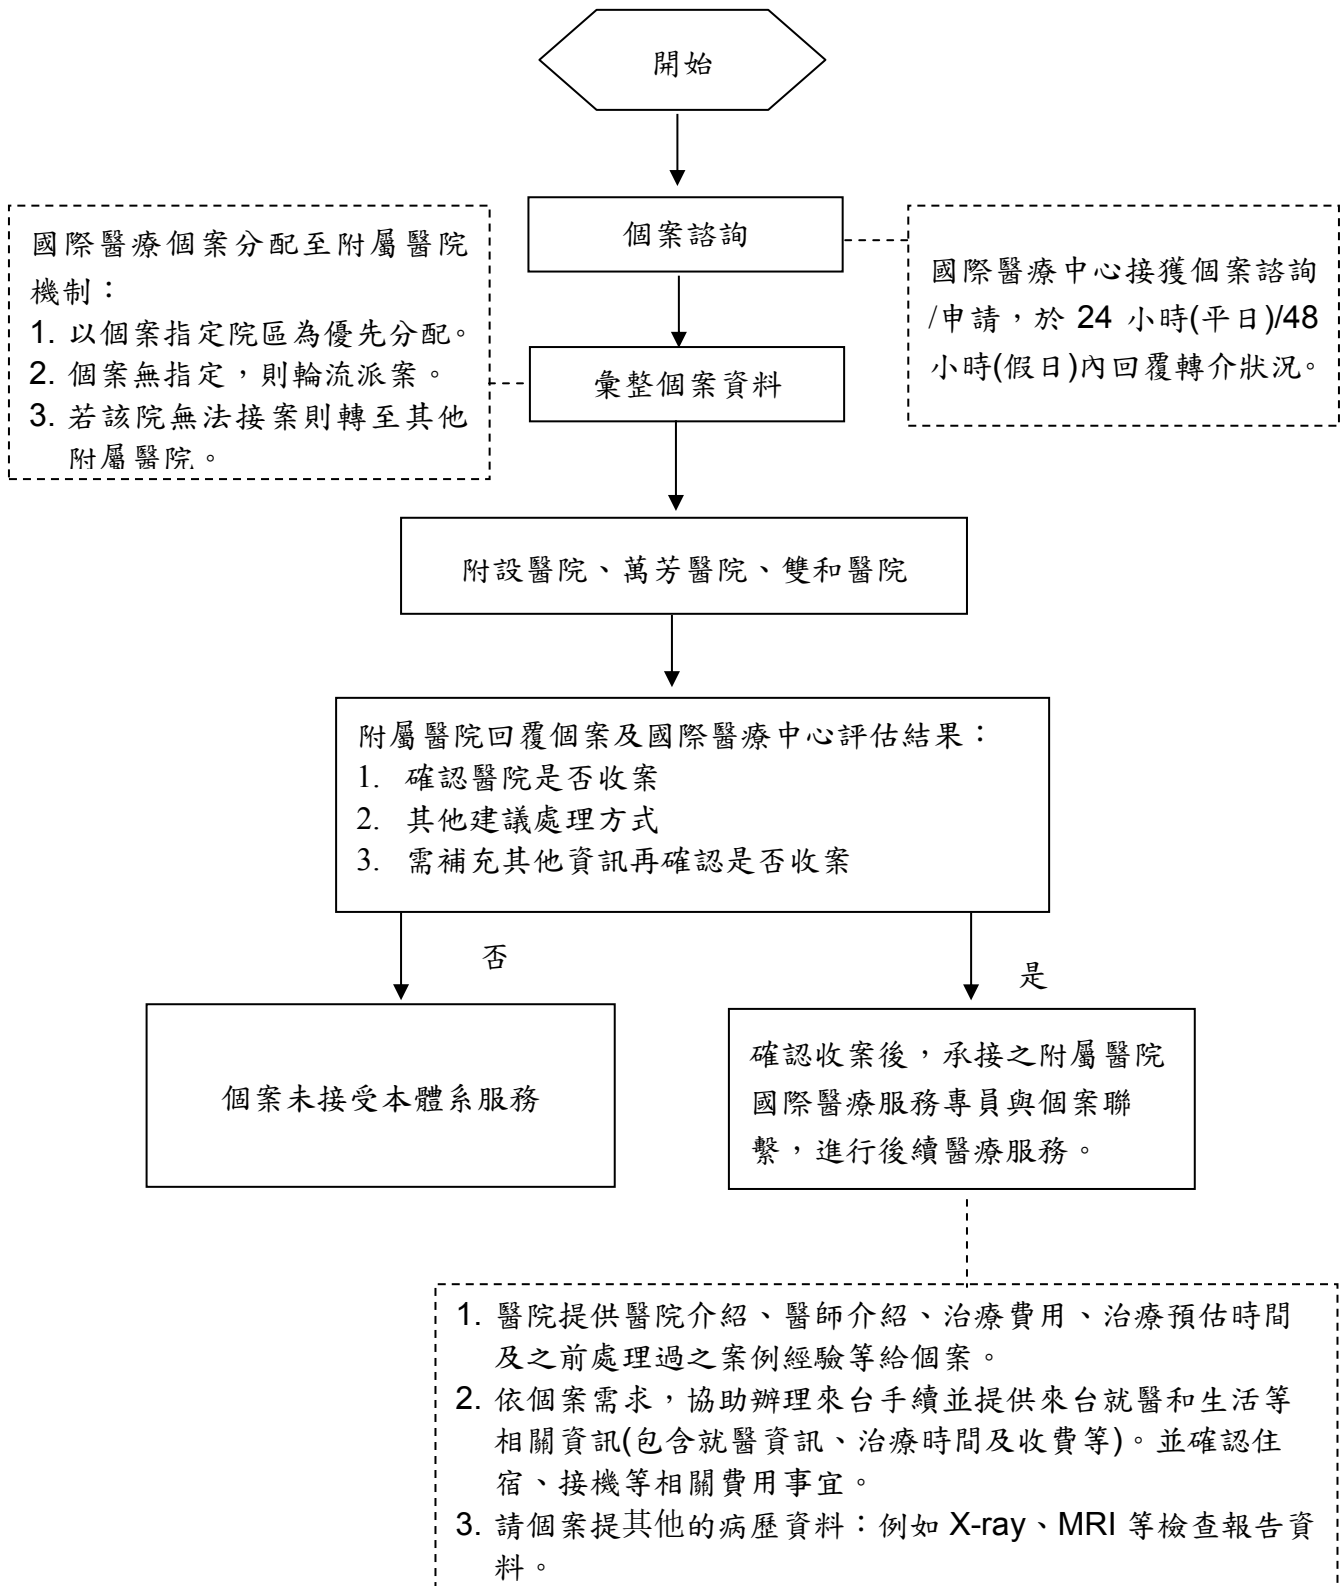 開始
個案諮詢
國際醫療個案分配至附屬醫院
機制：
1. 以個案指定院區為優先分配。
2. 個案無指定，則輪流派案。
3. 若該院無法接案則轉至其他
附屬醫院。
國際醫療中心接獲個案諮詢
/申請，於 24 小時(平日)/48
小時(假日)內回覆轉介狀況。
彙整個案資料
附設醫院、萬芳醫院、雙和醫院
附屬醫院回覆個案及國際醫療中心評估結果：
1. 確認醫院是否收案
2. 其他建議處理方式
3. 需補充其他資訊再確認是否收案
否
是
個案未接受本體系服務
確認收案後，承接之附屬醫院
國際醫療服務專員與個案聯
繫，進行後續醫療服務。
1. 醫院提供醫院介紹、醫師介紹、治療費用、治療預估時間
及之前處理過之案例經驗等給個案。
2. 依個案需求，協助辦理來台手續並提供來台就醫和生活等
相關資訊(包含就醫資訊、治療時間及收費等)。並確認住
宿、接機等相關費用事宜。
3. 請個案提其他的病歷資料：例如 X-ray、MRI 等檢查報告資
料。